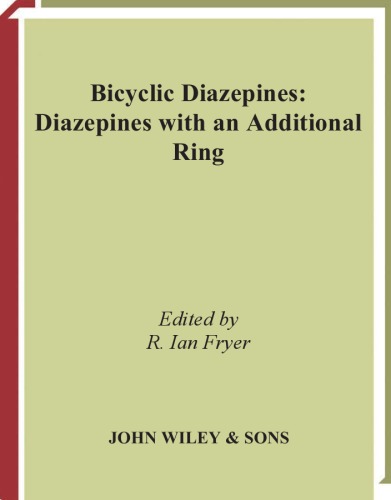 Bicyclic Diazepines:
Diazepines with an Additional
Ring
Edited by
R. Ian Fryer
JOHN WILEY & SONS